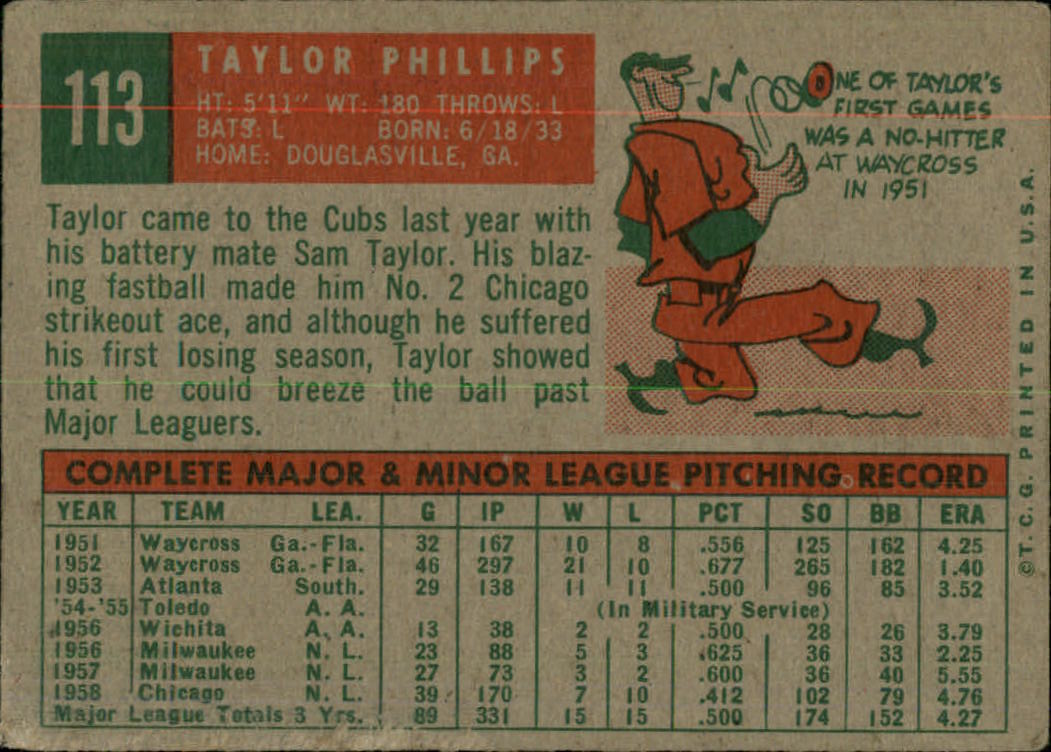 113
TAYLOR PHILLIPS
HT: 5'11" WT: 180 THROWS: L
BATS: L BORN: 6/18/33
HOME: DOUGLASVILLE, GA.
ONE OF TAYLOR'S
FIRST GAMES
WAS A NO-HITTER
AT WAYCROSS
IN 1951
Taylor came to the Cubs last year with
his battery mate Sam Taylor. His blaz-
ing fastball made him No. 2 Chicago
strikeout ace, and although he suffered
his first losing season, Taylor showed
that he could breeze the ball past
Major Leaguers.
COMPLETE MAJOR & MINOR LEAGUE PITCHING RECORD
YEAR TEAM LEA. G IP W L PCT SO BB ERA
1951 Waycross Ga.-Fla. 32 167 10 8 .556 125 162 4.25
1952 Waycross Ga.-Fla. 46 297 21 10 .677 265 182 1.40
1953 Atlanta South. 29 138 11 11 .500 96 85 3.52
'54-'55 Toledo A. A. (In Military Service)
1956 Wichita A. A. 13 38 2 2 .500 28 26 3.79
1956 Milwaukee N. L. 23 88 5 3 .625 36 33 2.25
1957 Milwaukee N. L. 27 73 3 2 .600 36 40 5.55
1958 Chicago N. L. 39 170 7 10 .412 102 79 4.76
Major League Totals 3 Yrs. 89 331 15 15 .500 174 152 4.27
©T. C. G. PRINTED IN U.S.A.